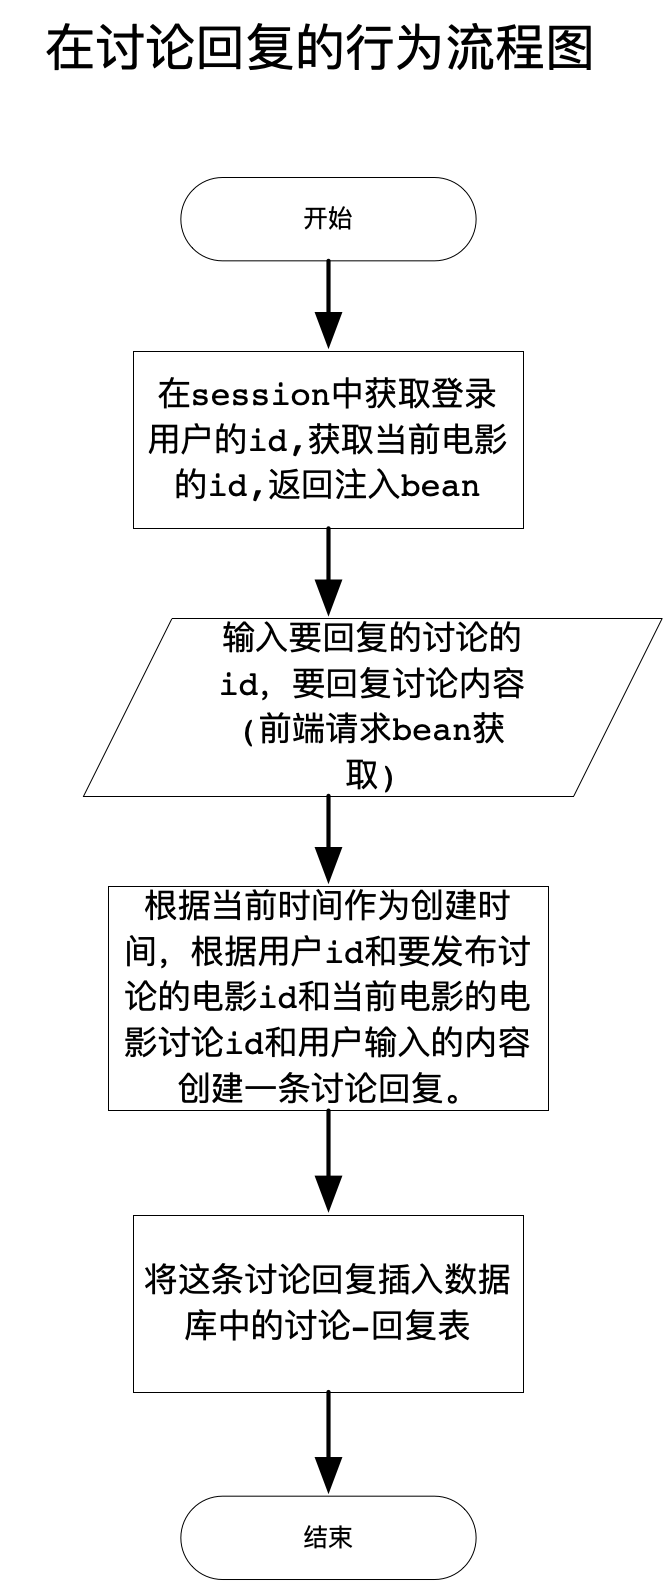 在讨论回复的行为流程图
开始
在session中获取登录
用户的id,获取当前电影
的id,返回注入bean
输入要回复的讨论的
id，要回复讨论内容
(前端请求bean获
取)
根据当前时间作为创建时
间，根据用户id和要发布讨
论的电影id和当前电影的电
影讨论id和用户输入的内容
创建一条讨论回复。
将这条讨论回复插入数据
库中的讨论-回复表
结束